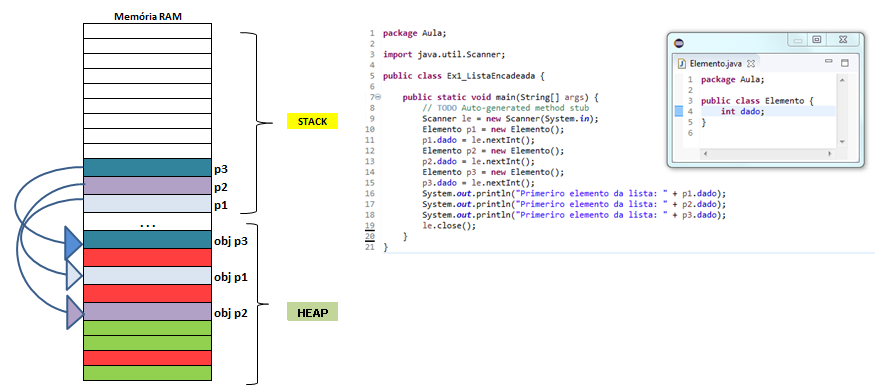 Memória RAM
STACK
p3
p2
p1
...
obj p3
obj p1
obj p2
HEAP
1 package Aula;
2
3 import java.util.Scanner;
4
5 public class Ex1_ListaEncadeada {
6
7 public static void main(String[] args) {
8 // TODO Auto-generated method stub
9 Scanner le = new Scanner(System.in);
10 Elemento p1 = new Elemento();
11 p1.dado = le.nextInt();
12 Elemento p2 = new Elemento();
13 p2.dado = le.nextInt();
14 Elemento p3 = new Elemento();
15 p3.dado = le.nextInt();
16 System.out.println("Primeriro elemento da lista: " + p1.dado);
17 System.out.println("Primeriro elemento da lista: " + p2.dado);
18 System.out.println("Primeriro elemento da lista: " + p3.dado);
19 le.close();
20 }
21 }
Elemento.java
1 package Aula;
2
3 public class Elemento {
4 int dado;
5 }
6